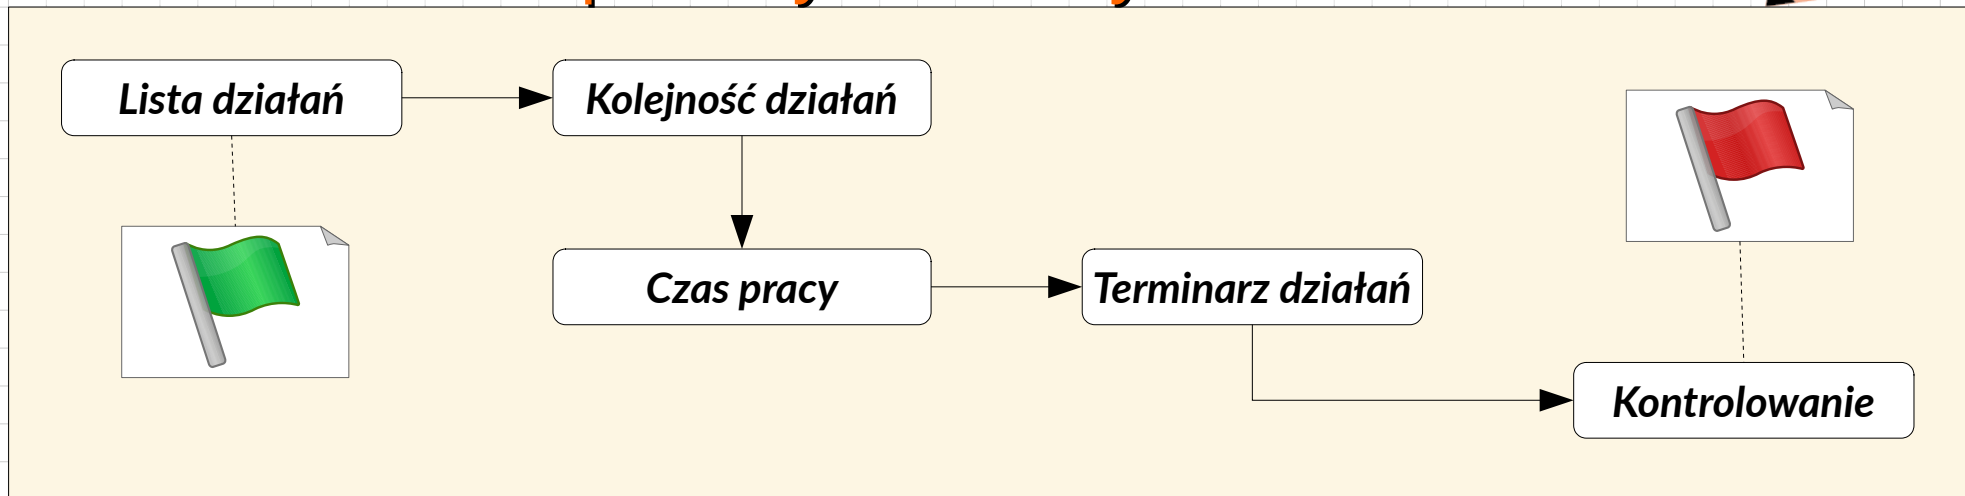 Lista działań
Kolejność działań
Czas pracy
Terminarz działań
Kontrolowanie